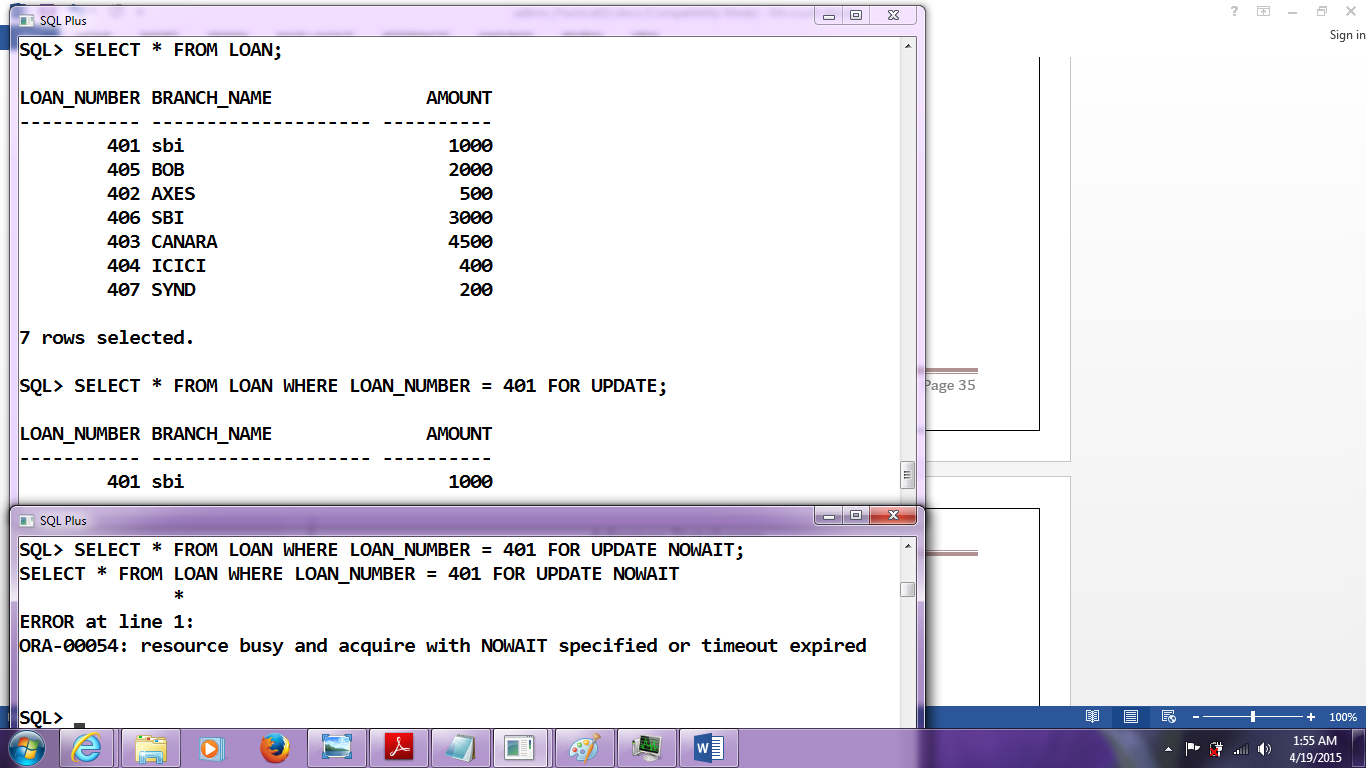 SQL Plus
Sign in
SQL> SELECT * FROM LOAN;
LOAN_NUMBER BRANCH_NAME AMOUNT
----------- -------------------- ----------
401 sbi 1000
405 BOB 2000
402 AXES 500
406 SBI 3000
403 CANARA 4500
404 ICICI 400
407 SYND 200
7 rows selected.
SQL> SELECT * FROM LOAN WHERE LOAN_NUMBER = 401 FOR UPDATE;
Page 35
LOAN_NUMBER BRANCH_NAME AMOUNT
----------- -------------------- ----------
401 sbi 1000
SQL Plus
SQL> SELECT * FROM LOAN WHERE LOAN_NUMBER = 401 FOR UPDATE NOWAIT;
SELECT * FROM LOAN WHERE LOAN_NUMBER = 401 FOR UPDATE NOWAIT
*
ERROR at line 1:
ORA-00054: resource busy and acquire with NOWAIT specified or timeout expired
SQL>
100%
1:55 AM
4/19/2015